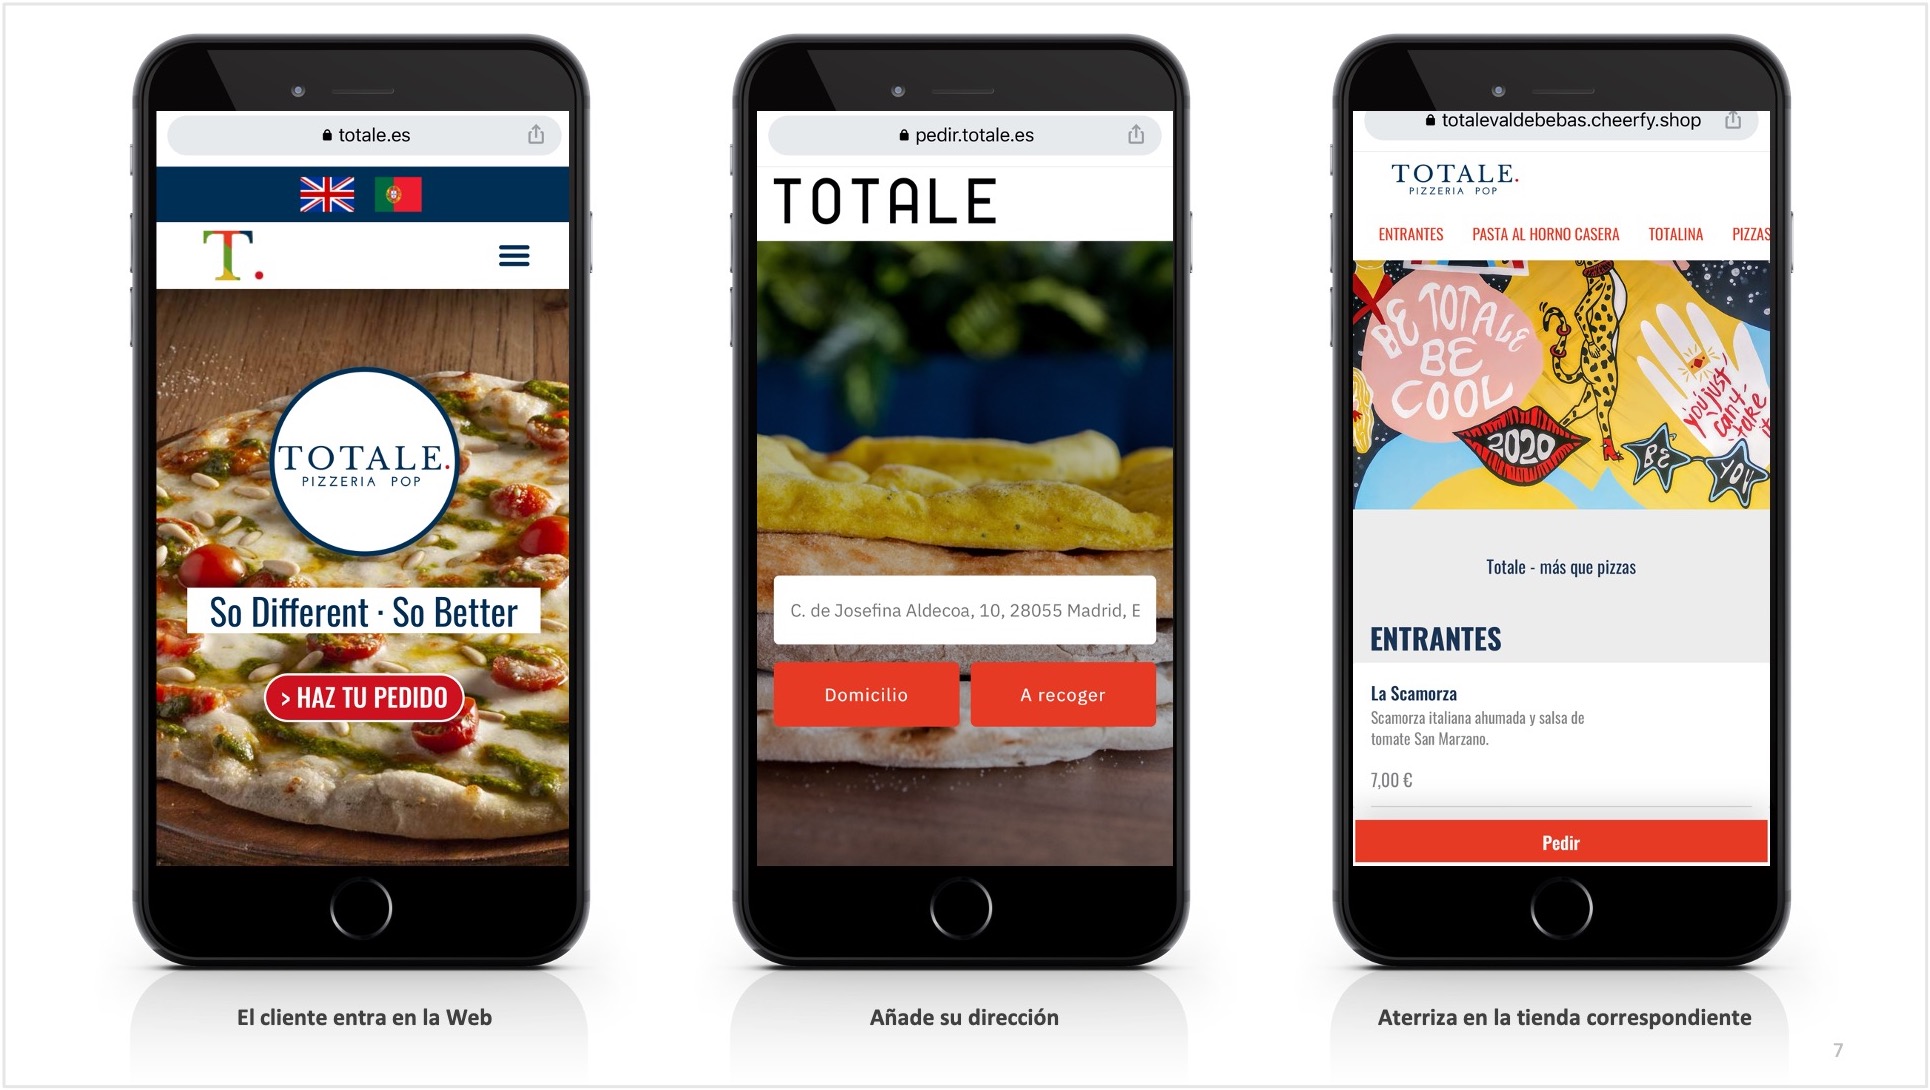 totale.es
T.
TOTALE.
PIZZERIA POP
So Different · So Better
> HAZ TU PEDIDO
El cliente entra en la Web
pedir.totale.es
TOTALE
C. de Josefina Aldecoa, 10, 28055 Madrid, E
Domicilio
A recoger
Añade su dirección
totalevaldebebas.cheerfy.shop
TOTALE.
PIZZERIA POP
ENTRANTES PASTA AL HORNO CASERA TOTALINA PIZZAS
BE TOTALE
BE
COOL
2020
you just
can't
take
it
BE
YOU
Totale - más que pizzas
ENTRANTES
La Scamorza
Scamorza italiana ahumada y salsa de
tomate San Marzano.
7,00 €
Pedir
Aterriza en la tienda correspondiente
7